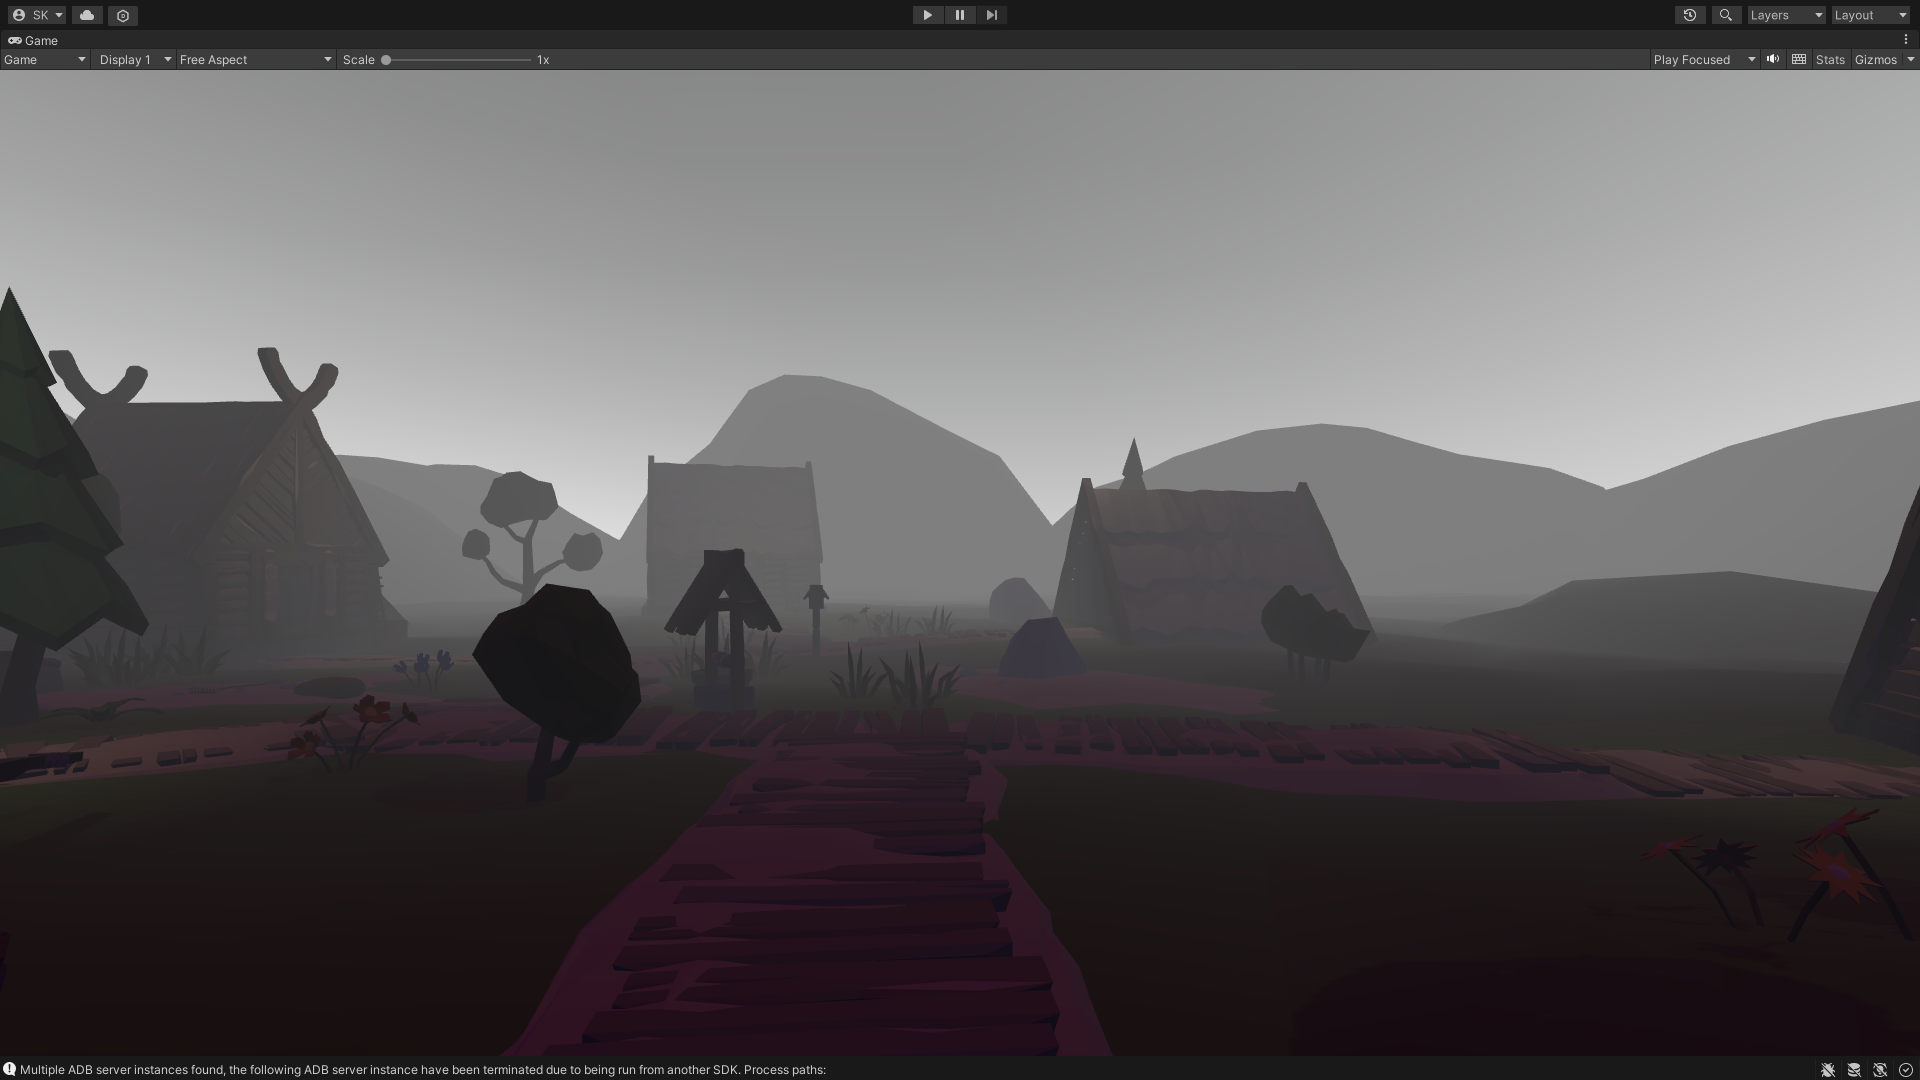 SK
Layers
Layout
Game
Game
Display 1
Free Aspect
Scale
1x
Play Focused
Stats
Gizmos
Multiple ADB server instances found, the following ADB server instance have been terminated due to being run from another SDK. Process paths: